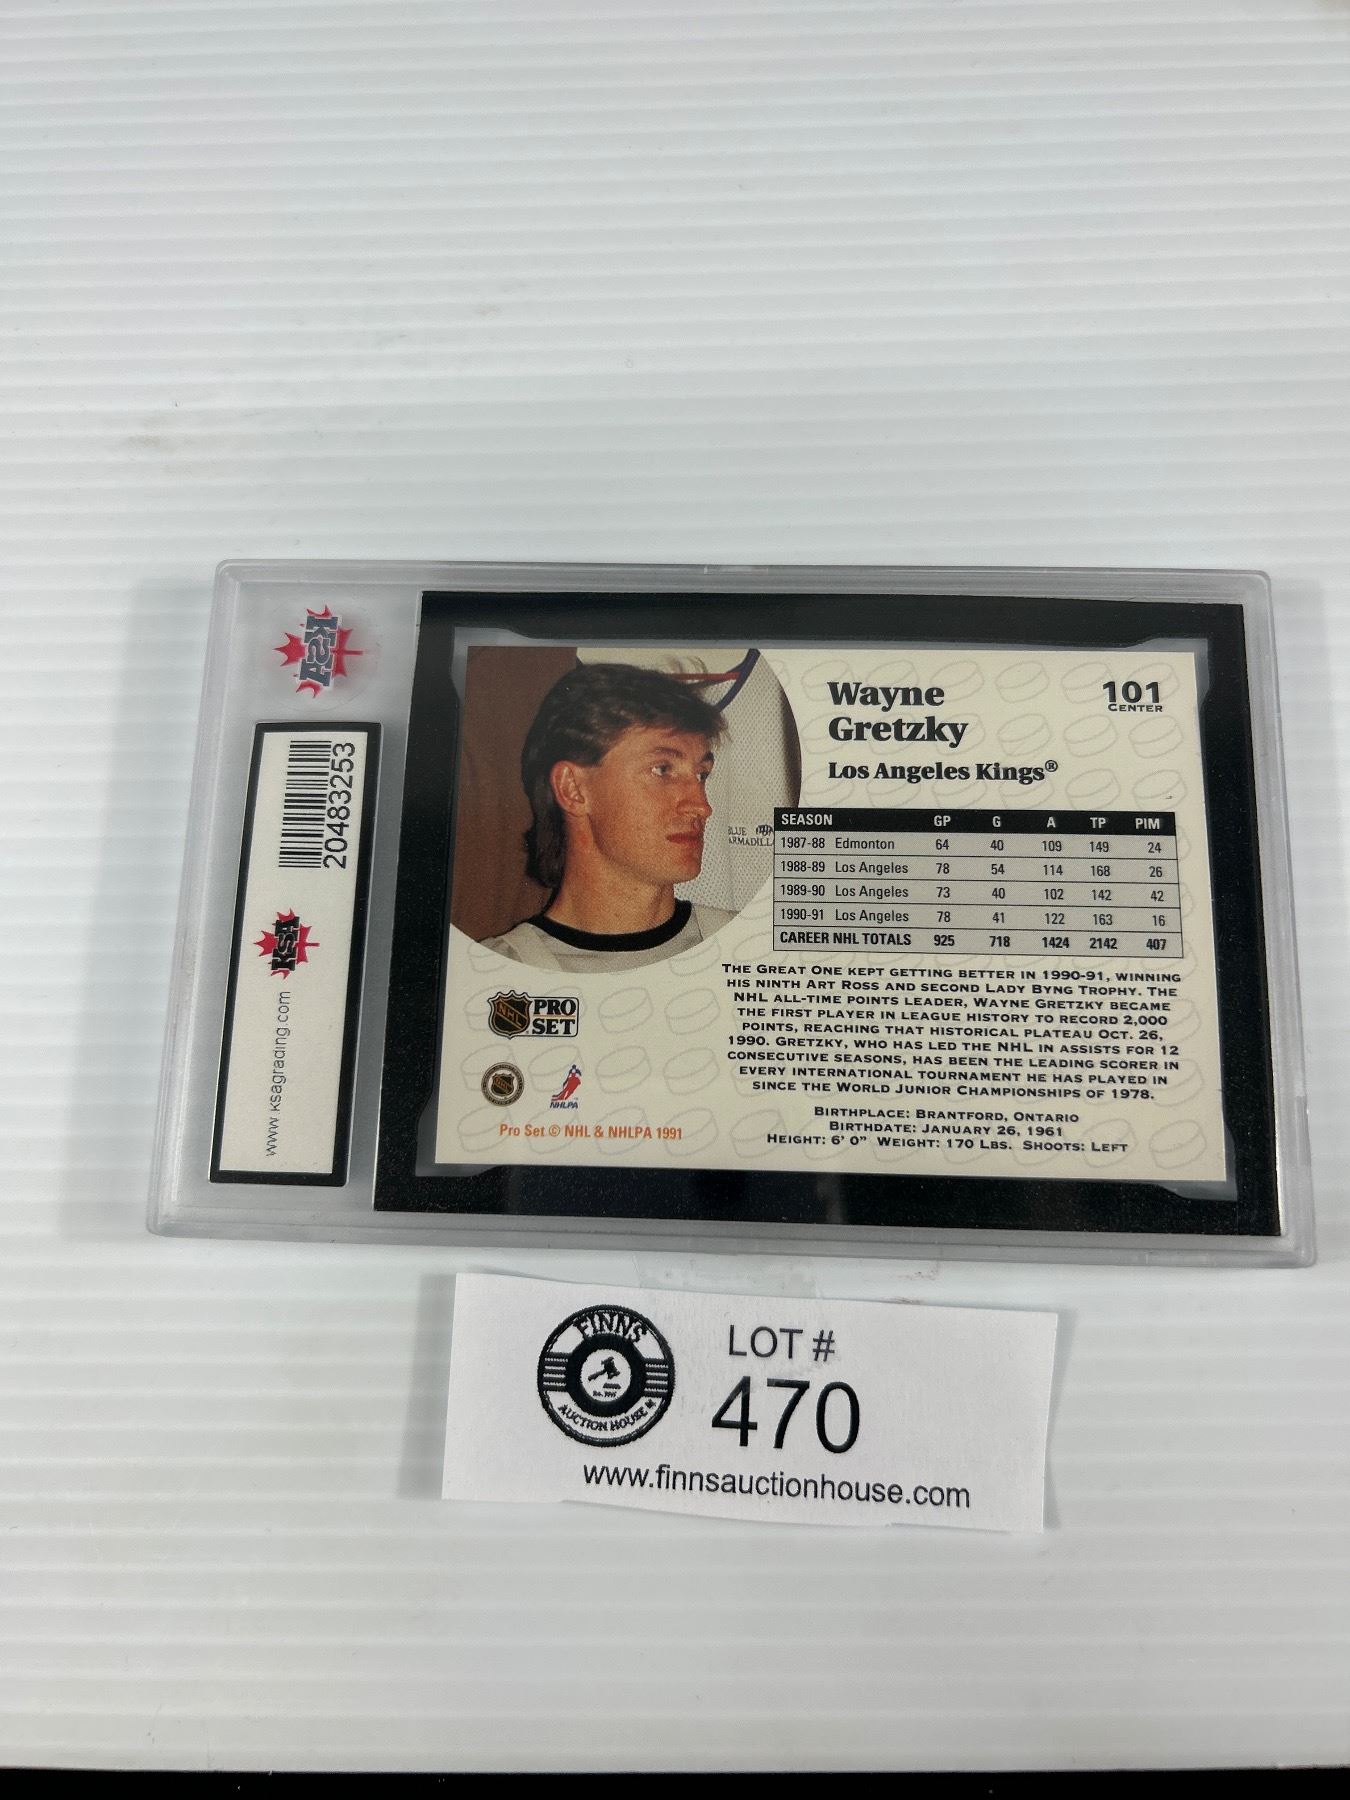 KSA
20483253
KSA
www.ksagrading.com
Wayne
Gretzky
Los Angeles Kings®
101
CENTER
BLUE
ARMADILL
SEASON GP G A TP PIM
1987-88 Edmonton 64 40 109 149 24
1988-89 Los Angeles 78 54 114 168 26
1989-90 Los Angeles 73 40 102 142 42
1990-91 Los Angeles 78 41 122 163 16
CAREER NHL TOTALS 925 718 1424 2142 407
THE GREAT ONE KEPT GETTING BETTER IN 1990-91, WINNING
HIS NINTH ART ROSS AND SECOND LADY BYNG TROPHY. THE
NHL ALL-TIME POINTS LEADER, WAYNE GRETZKY BECAME
THE FIRST PLAYER IN LEAGUE HISTORY TO RECORD 2,000
POINTS, REACHING THAT HISTORICAL PLATEAU OCT. 26,
1990. GRETZKY, WHO HAS LED THE NHL IN ASSISTS FOR 12
CONSECUTIVE SEASONS, HAS BEEN THE LEADING SCORER IN
EVERY INTERNATIONAL TOURNAMENT HE HAS PLAYED IN
SINCE THE WORLD JUNIOR CHAMPIONSHIPS OF 1978.
BIRTHPLACE: BRANTFORD, ONTARIO
BIRTHDATE: JANUARY 26, 1961
HEIGHT: 6' 0" WEIGHT: 170 LBS. SHOOTS: LEFT
NHL PRO
SET
NHLPA
Pro Set © NHL & NHLPA 1991
FINNS
AUCTION HOUSE
LOT #
470
www.finnsauctionhouse.com